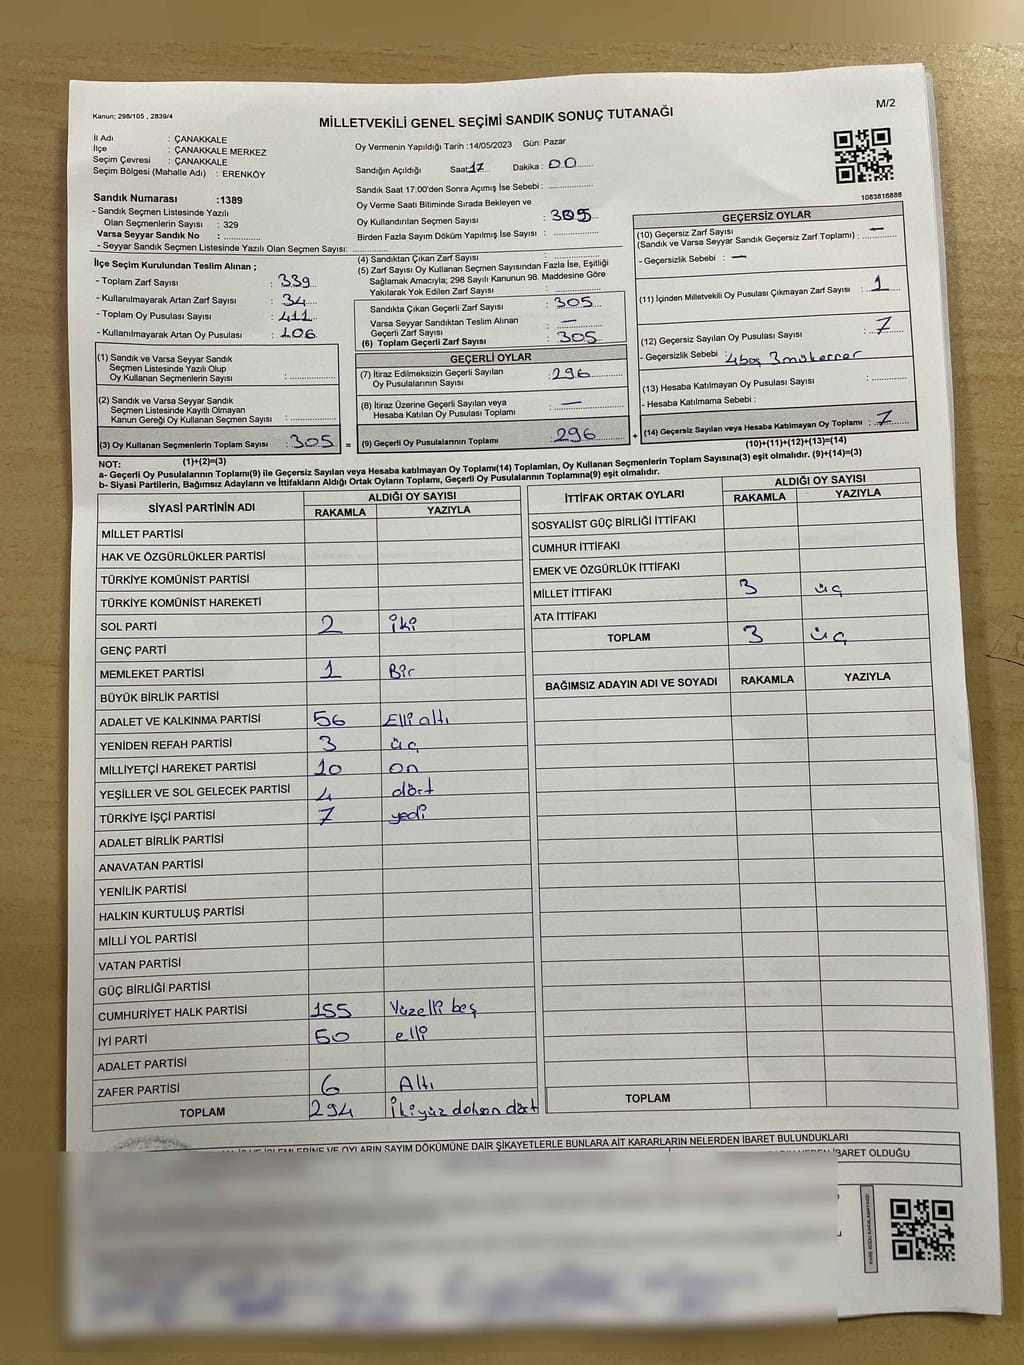 Kanun; 298/105 , 2839/4
M/2
MİLLETVEKİLİ GENEL SEÇİMİ SANDIK SONUÇ TUTANAĞI
İl Adı : ÇANAKKALE
İlçe : ÇANAKKALE MERKEZ
Seçim Çevresi : ÇANAKKALE
Seçim Bölgesi (Mahalle Adı) : ERENKÖY
Sandık Numarası :1389
- Sandık Seçmen Listesinde Yazılı
Olan Seçmenlerin Sayısı : 329
Varsa Seyyar Sandık No : ..............
- Seyyar Sandık Seçmen Listesinde Yazılı Olan Seçmen Sayısı: ..............
Oy Vermenin Yapıldığı Tarih :14/05/2023 Gün: Pazar
Sandığın Açıldığı Saat 17 Dakika : 00
Sandık Saat 17:00'den Sonra Açımış İse Sebebi : ..............
Oy Verme Saati Bitiminde Sırada Bekleyen ve
Oy Kullandırılan Seçmen Sayısı : 305
Birden Fazla Sayım Döküm Yapılmış İse Sayısı : ..............
1083816888
İlçe Seçim Kurulundan Teslim Alınan ;
- Toplam Zarf Sayısı : 339
- Kullanılmayarak Artan Zarf Sayısı : 34
- Toplam Oy Pusulası Sayısı : 411
- Kullanılmayarak Artan Oy Pusulası : 106
(1) Sandık ve Varsa Seyyar Sandık
Seçmen Listesinde Yazılı Olup
Oy Kullanan Seçmenlerin Sayısı : ..............
(2) Sandık ve Varsa Seyyar Sandık
Seçmen Listesinde Kayıtlı Olmayan
Kanun Gereği Oy Kullanan Seçmen Sayısı : ..............
(3) Oy Kullanan Seçmenlerin Toplam Sayısı : 305 =
(1)+(2)=(3)
(4) Sandıktan Çıkan Zarf Sayısı : ..............
(5) Zarf Sayısı Oy Kullanan Seçmen Sayısından Fazla İse, Eşitliği
Sağlamak Amacıyla; 298 Sayılı Kanunun 98. Maddesine Göre
Yakılarak Yok Edilen Zarf Sayısı : ..............
Sandıkta Çıkan Geçerli Zarf Sayısı : 305
Varsa Seyyar Sandıktan Teslim Alınan
Geçerli Zarf Sayısı : —
(6) Toplam Geçerli Zarf Sayısı : 305
GEÇERLİ OYLAR
(7) İtiraz Edilmeksizin Geçerli Sayılan
Oy Pusulalarının Sayısı : 296
(8) İtiraz Üzerine Geçerli Sayılan veya
Hesaba Katılan Oy Pusulası Toplamı : —
(9) Geçerli Oy Pusulalarının Toplamı : 296 +
GEÇERSİZ OYLAR
(10) Geçersiz Zarf Sayısı
(Sandık ve Varsa Seyyar Sandık Geçersiz Zarf Toplamı) : —
- Geçersizlik Sebebi : —
(11) İçinden Milletvekili Oy Pusulası Çıkmayan Zarf Sayısı : 1
(12) Geçersiz Sayılan Oy Pusulası Sayısı : 7
- Geçersizlik Sebebi : 4 boş 3 mükerrer
(13) Hesaba Katılmayan Oy Pusulası Sayısı : ..............
- Hesaba Katılmama Sebebi :
(14) Geçersiz Sayılan veya Hesaba Katılmayan Oy Toplamı : 7
(10)+(11)+(12)+(13)=(14)
NOT:
a- Geçerli Oy Pusulalarının Toplamı(9) ile Geçersiz Sayılan veya Hesaba katılmayan Oy Toplamı(14) Toplamları, Oy Kullanan Seçmenlerin Toplam Sayısına(3) eşit olmalıdır. (9)+(14)=(3)
b- Siyasi Partilerin, Bağımsız Adayların ve İttifakların Aldığı Ortak Oyların Toplamı, Geçerli Oy Pusulalarının Toplamına(9) eşit olmalıdır.
SİYASİ PARTİNİN ADI ALDIĞI OY SAYISI
RAKAMLA YAZIYLA
MİLLET PARTİSİ
HAK VE ÖZGÜRLÜKLER PARTİSİ
TÜRKİYE KOMÜNİST PARTİSİ
TÜRKİYE KOMÜNİST HAREKETİ
SOL PARTİ 2 iki
GENÇ PARTİ
MEMLEKET PARTİSİ 1 Bir
BÜYÜK BİRLİK PARTİSİ
ADALET VE KALKINMA PARTİSİ 56 Elli altı
YENİDEN REFAH PARTİSİ 3 üç
MİLLİYETÇİ HAREKET PARTİSİ 10 on
YEŞİLLER VE SOL GELECEK PARTİSİ 4 dört
TÜRKİYE İŞÇİ PARTİSİ 7 yedi
ADALET BİRLİK PARTİSİ
ANAVATAN PARTİSİ
YENİLİK PARTİSİ
HALKIN KURTULUŞ PARTİSİ
MİLLİ YOL PARTİSİ
VATAN PARTİSİ
GÜÇ BİRLİĞİ PARTİSİ
CUMHURİYET HALK PARTİSİ 155 Yüzelli beş
İYİ PARTİ 50 elli
ADALET PARTİSİ
ZAFER PARTİSİ 6 Altı
TOPLAM 294 ikiyüz doksan dört
İTTİFAK ORTAK OYLARI ALDIĞI OY SAYISI
RAKAMLA YAZIYLA
SOSYALİST GÜÇ BİRLİĞİ İTTİFAKI
CUMHUR İTTİFAKI
EMEK VE ÖZGÜRLÜK İTTİFAKI
MİLLET İTTİFAKI 3 üç
ATA İTTİFAKI
TOPLAM 3 üç
BAĞIMSIZ ADAYIN ADI VE SOYADI RAKAMLA YAZIYLA
TOPLAM
VE OYLARIN SAYIM DÖKÜMÜNE DAİR ŞİKAYETLERLE BUNLARA AİT KARARLARIN NELERDEN İBARET BULUNDUKLARI
İBARET OLDUĞU
KARE KODU KARALAMAYINIZ!